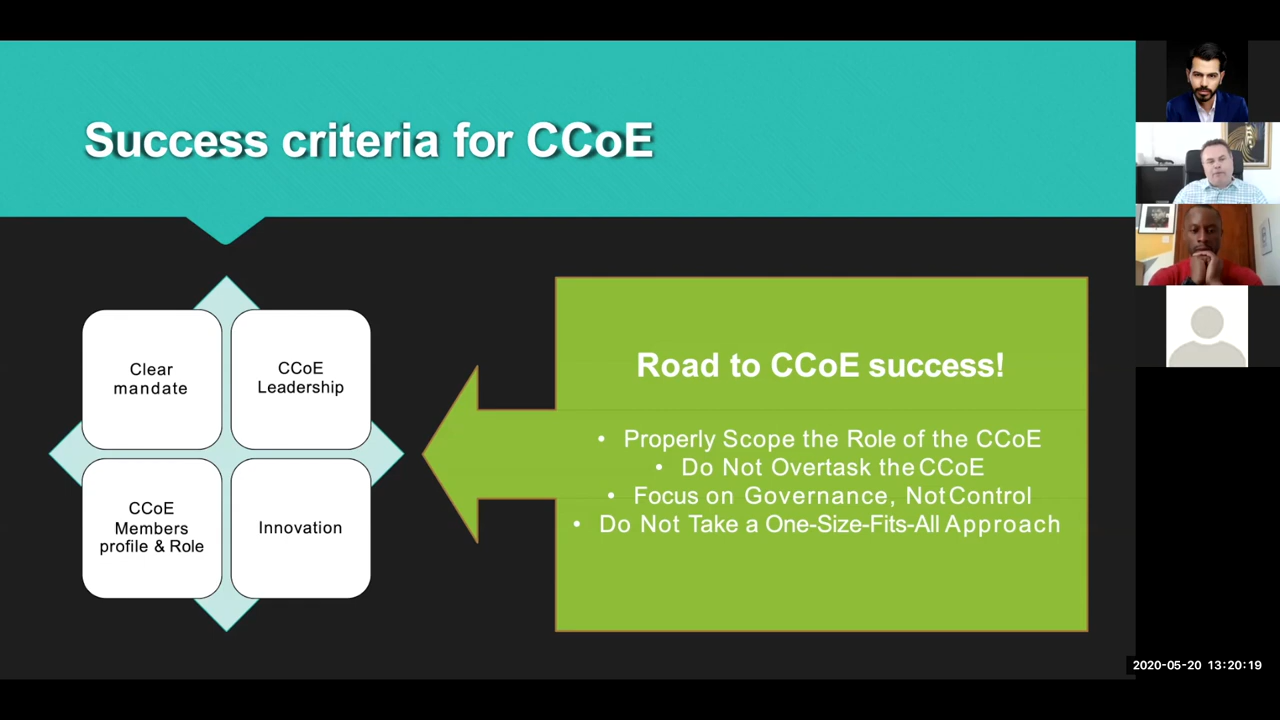 Success criteria for CCoE
Clear
mandate
CCoE
Leadership
CCoE
Members
profile & Role
Innovation
Road to CCoE success!
• Properly Scope the Role of the CCoE
• Do Not Overtask the CCoE
• Focus on Governance, Not Control
• Do Not Take a One-Size-Fits-All Approach
2020-05-20 13:20:19